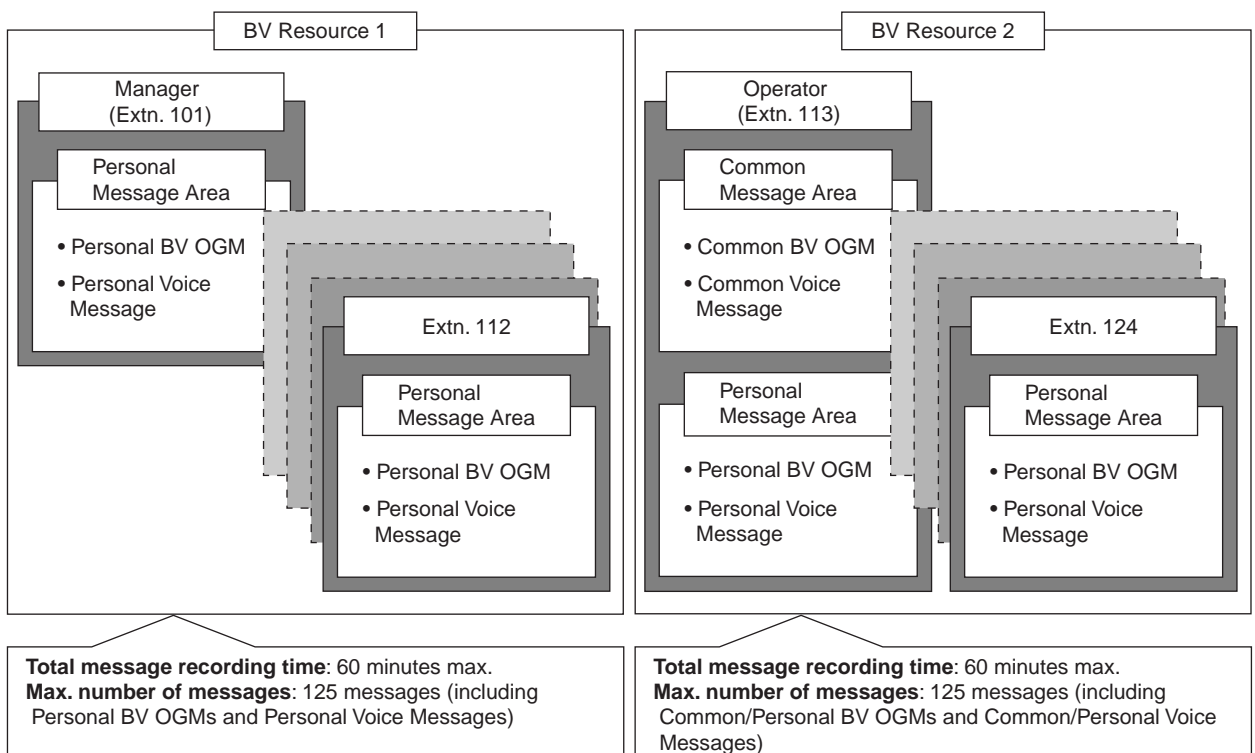 BV Resource 1
Manager
(Extn. 101)
Personal
Message Area
• Personal BV OGM
• Personal Voice
Message
Extn. 112
Personal
Message Area
• Personal BV OGM
• Personal Voice
Message
Total message recording time: 60 minutes max.
Max. number of messages: 125 messages (including
Personal BV OGMs and Personal Voice Messages)
BV Resource 2
Operator
(Extn. 113)
Common
Message Area
• Common BV OGM
• Common Voice
Message
Personal
Message Area
• Personal BV OGM
• Personal Voice
Message
Extn. 124
Personal
Message Area
• Personal BV OGM
• Personal Voice
Message
Total message recording time: 60 minutes max.
Max. number of messages: 125 messages (including
Common/Personal BV OGMs and Common/Personal Voice
Messages)